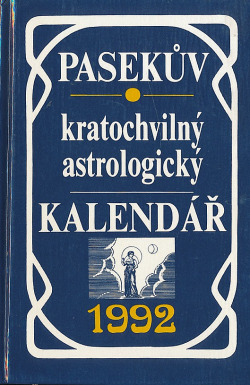 PASEKŮV
kratochvilný
astrologický
KALENDÁŘ
1992